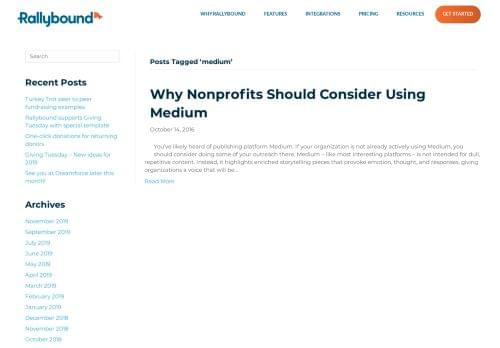 Rallybound
WHY RALLYBOUND
FEATURES
INTEGRATIONS
PRICING
RESOURCES
GET STARTED
Search
Recent Posts
Turkey Trot peer to peer
fundraising examples
Rallybound supports Giving
Tuesday with special template
One-click donations for returning
donors
Giving Tuesday – New ideas for
2019
See you at Dreamforce later this
month!
Archives
November 2019
September 2019
July 2019
June 2019
May 2019
April 2019
March 2019
February 2019
January 2019
December 2018
November 2018
October 2018
Posts Tagged ‘medium’
Why Nonprofits Should Consider Using
Medium
October 14, 2016
You've likely heard of publishing platform Medium. If your organization is not already actively using Medium, you
should consider doing some of your outreach there. Medium – like most interesting platforms – is not intended for dull,
repetitive content. Instead, it highlights enriched storytelling pieces that provoke emotion, thought, and responses, giving
organizations a voice that will be...
Read More